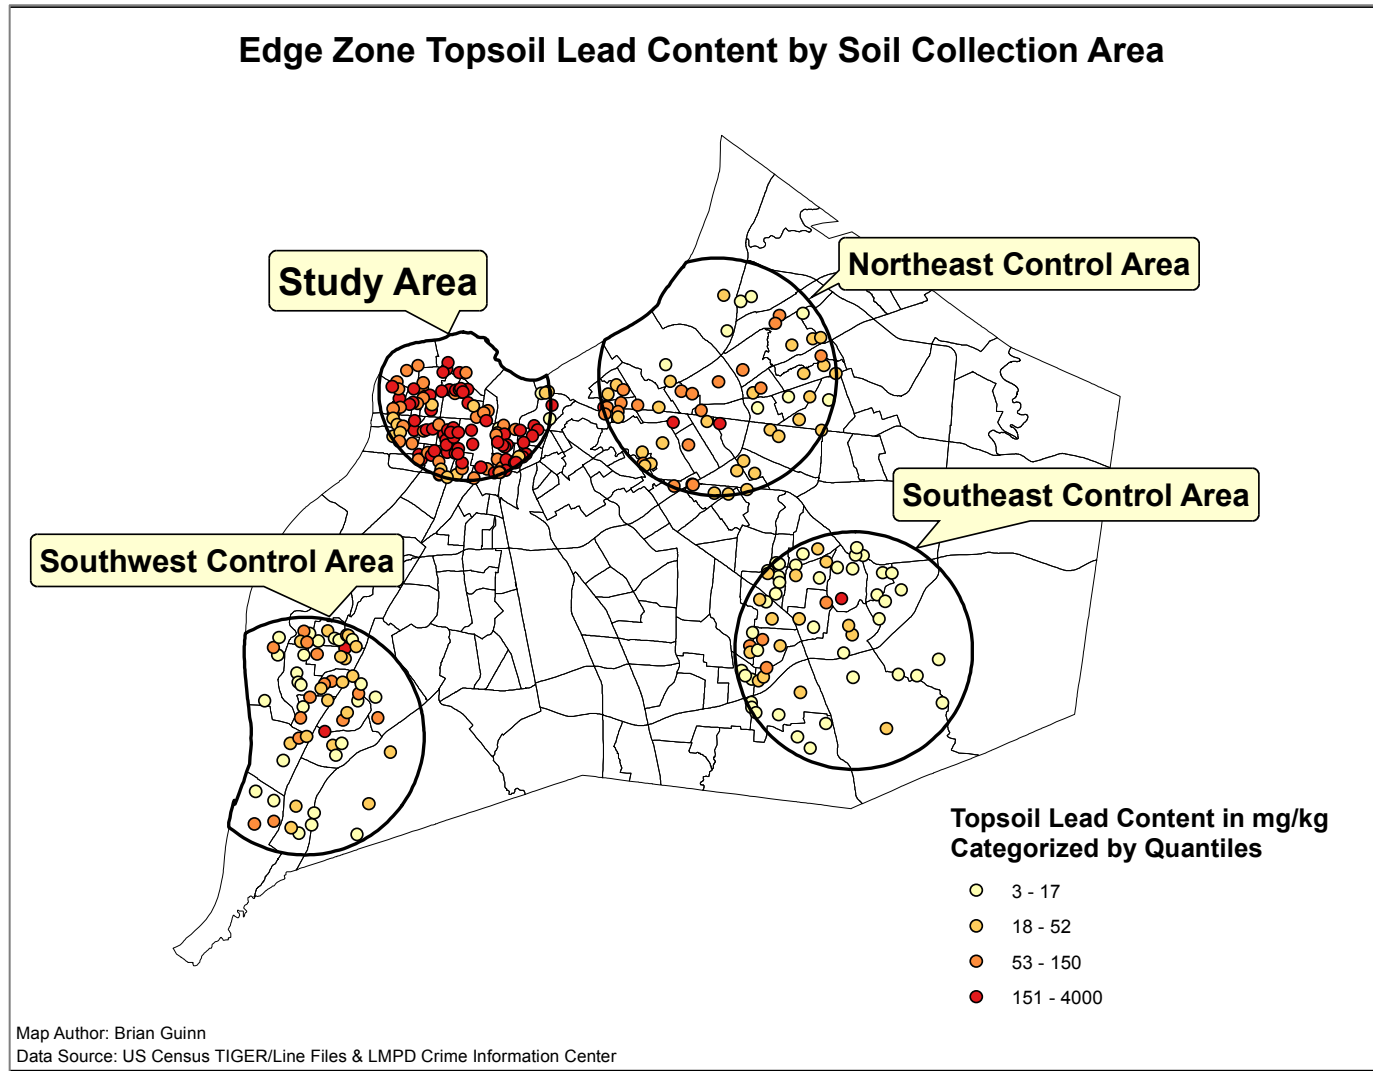 Edge Zone Topsoil Lead Content by Soil Collection Area
Study Area
Northeast Control Area
Southeast Control Area
Southwest Control Area
Topsoil Lead Content in mg/kg
Categorized by Quantiles
3 - 17
18 - 52
53 - 150
151 - 4000
Map Author: Brian Guinn
Data Source: US Census TIGER/Line Files & LMPD Crime Information Center